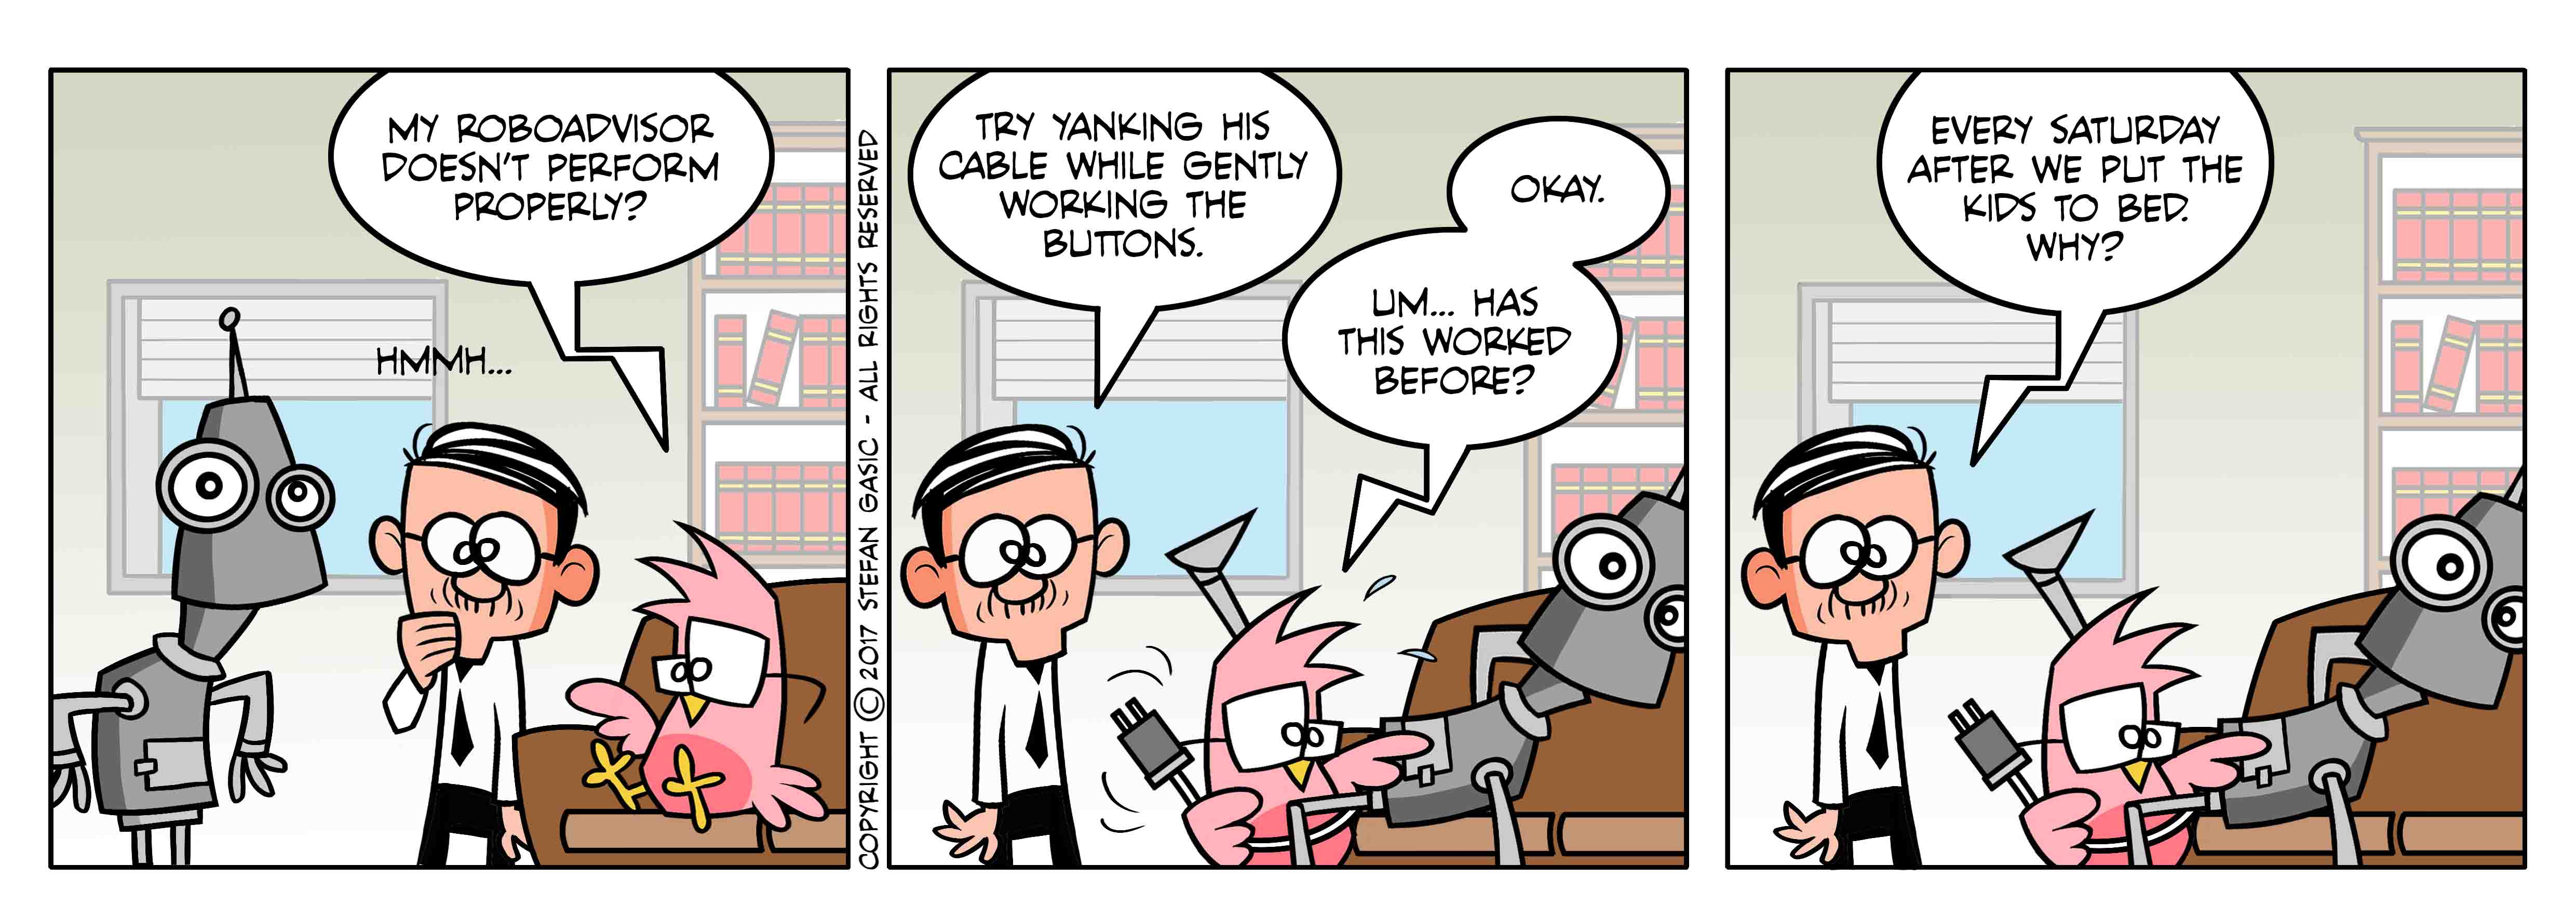 MY ROBOADVISOR
DOESN'T PERFORM
PROPERLY?
HMMH...
COPYRIGHT © 2017 STEFAN GASIC - ALL RIGHTS RESERVED
TRY YANKING HIS
CABLE WHILE GENTLY
WORKING THE
BUTTONS.
OKAY.
UM... HAS
THIS WORKED
BEFORE?
EVERY SATURDAY
AFTER WE PUT THE
KIDS TO BED.
WHY?